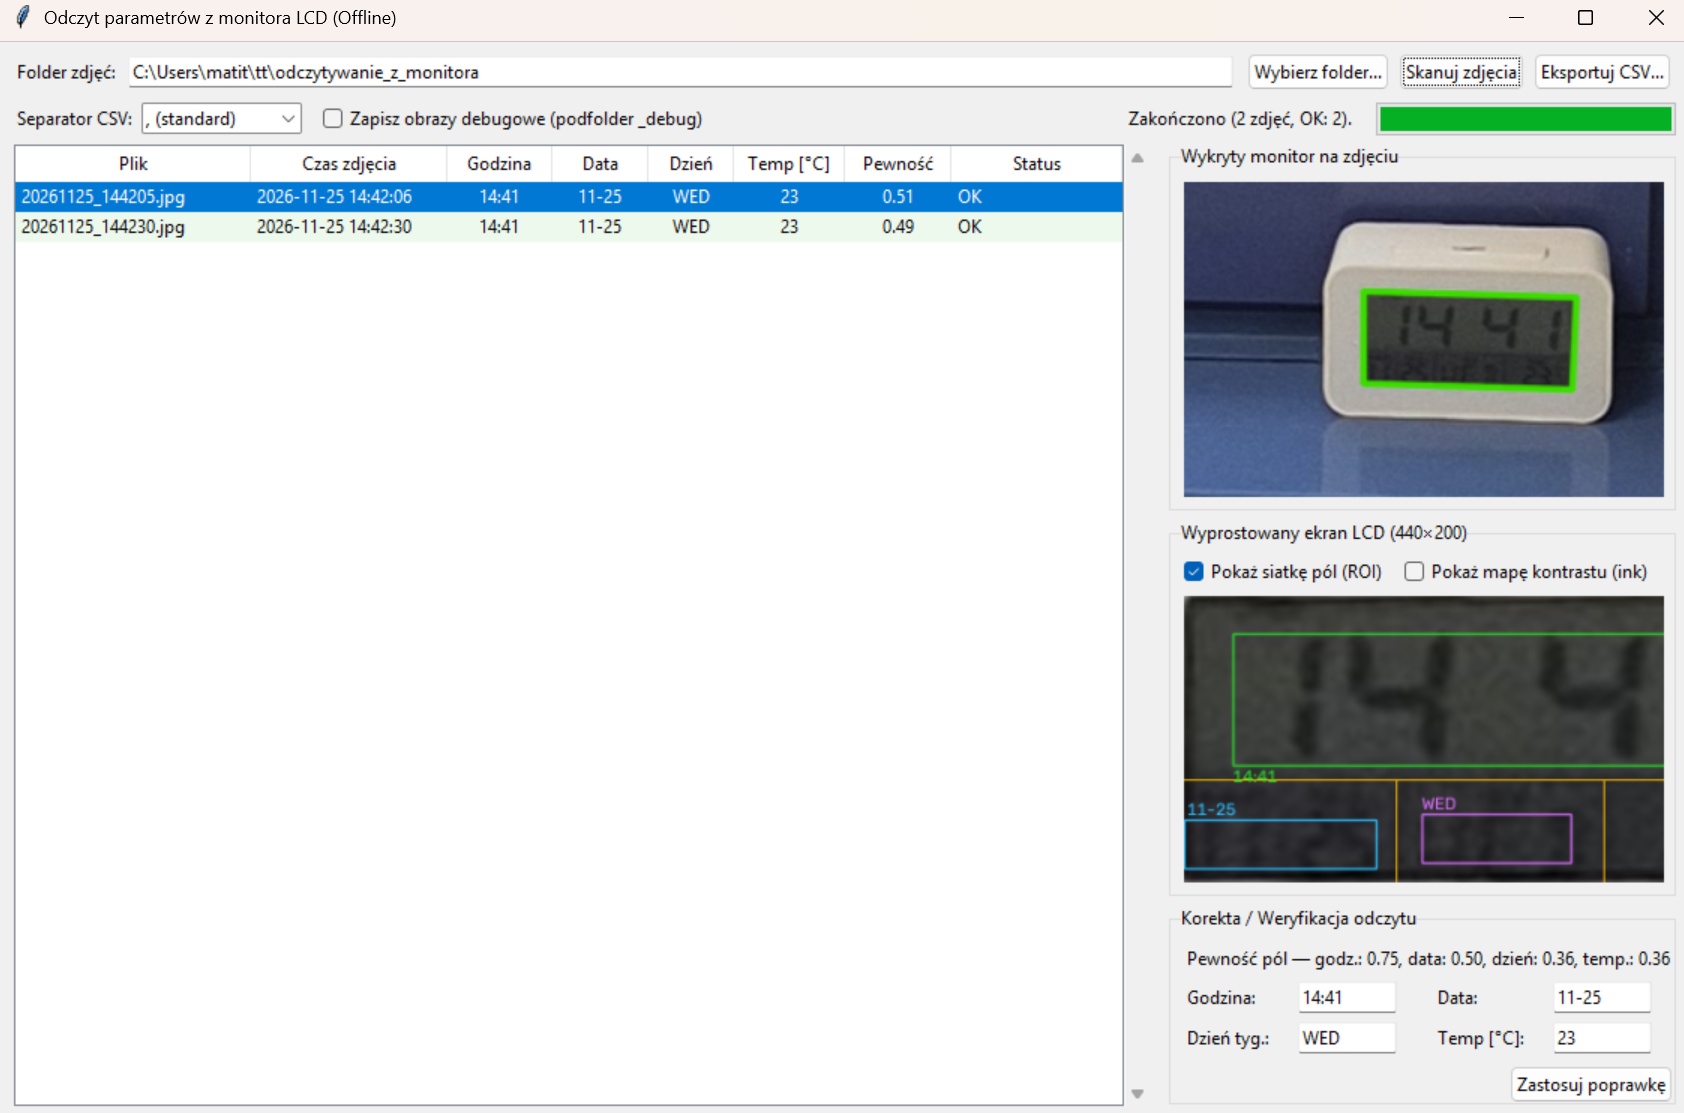 Odczyt parametrów z monitora LCD (Offline)
Folder zdjęć: C:\Users\matit\tt\odczytywanie_z_monitora Wybierz folder... Skanuj zdjęcia Eksportuj CSV...
Separator CSV: , (standard) Zapisz obrazy debugowe (podfolder _debug) Zakończono (2 zdjęć, OK: 2).
Plik Czas zdjęcia Godzina Data Dzień Temp [°C] Pewność Status
20261125_144205.jpg 2026-11-25 14:42:06 14:41 11-25 WED 23 0.51 OK
20261125_144230.jpg 2026-11-25 14:42:30 14:41 11-25 WED 23 0.49 OK
Wykryty monitor na zdjęciu
14 41
Wyprostowany ekran LCD (440×200)
Pokaż siatkę pól (ROI) Pokaż mapę kontrastu (ink)
14 4
14:41
11-25 WED
Korekta / Weryfikacja odczytu
Pewność pól — godz.: 0.75, data: 0.50, dzień: 0.36, temp.: 0.36
Godzina: 14:41 Data: 11-25
Dzień tyg.: WED Temp [°C]: 23
Zastosuj poprawkę